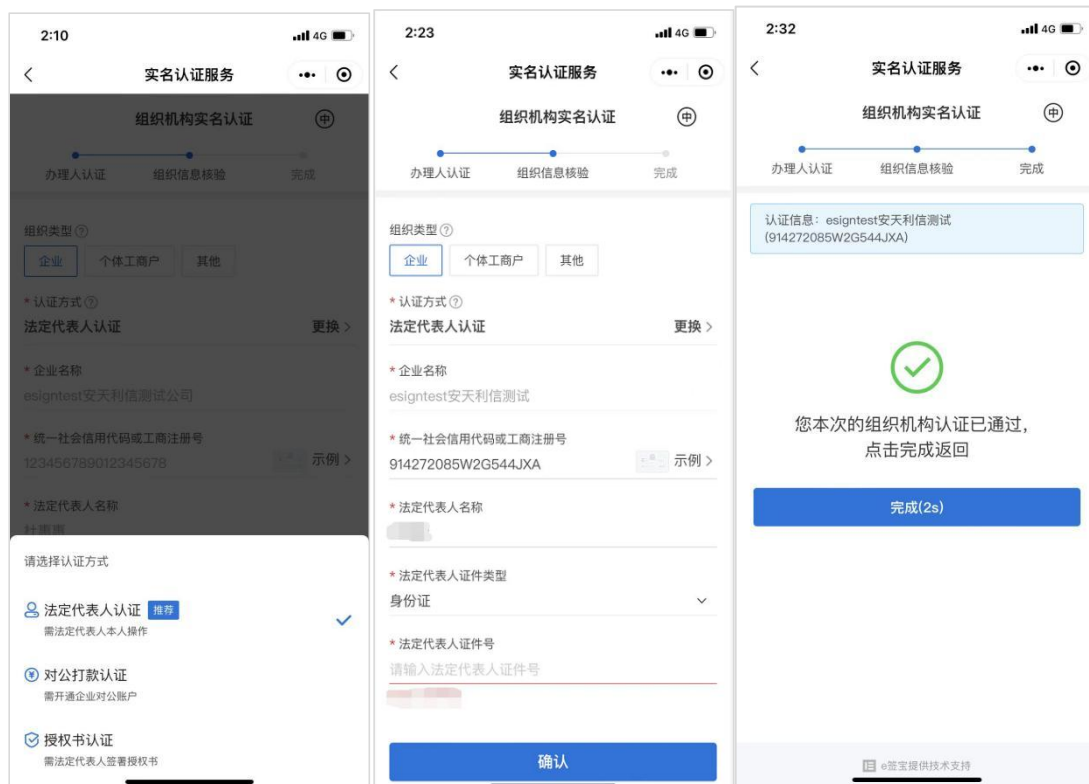 2:10
4G
实名认证服务
组织机构实名认证
中
办理人认证
组织信息核验
完成
组织类型?
企业
个体工商户
其他
* 认证方式?
法定代表人认证
更换 >
* 企业名称
esigntest安天利信测试公司
* 统一社会信用代码或工商注册号
123456789012345678
示例 >
* 法定代表人名称
请选择认证方式
法定代表人认证 推荐
需法定代表人本人操作
对公打款认证
需开通企业对公账户
授权书认证
需法定代表人签署授权书
2:23
4G
实名认证服务
组织机构实名认证
中
办理人认证
组织信息核验
完成
组织类型?
企业
个体工商户
其他
* 认证方式?
法定代表人认证
更换 >
* 企业名称
esigntest安天利信测试
* 统一社会信用代码或工商注册号
914272085W2G544JXA
示例 >
* 法定代表人名称
* 法定代表人证件类型
身份证
* 法定代表人证件号
请输入法定代表人证件号
确认
2:32
4G
实名认证服务
组织机构实名认证
中
办理人认证
组织信息核验
完成
认证信息：esigntest安天利信测试
(914272085W2G544JXA)
您本次的组织机构认证已通过，
点击完成返回
完成(2s)
e签宝提供技术支持